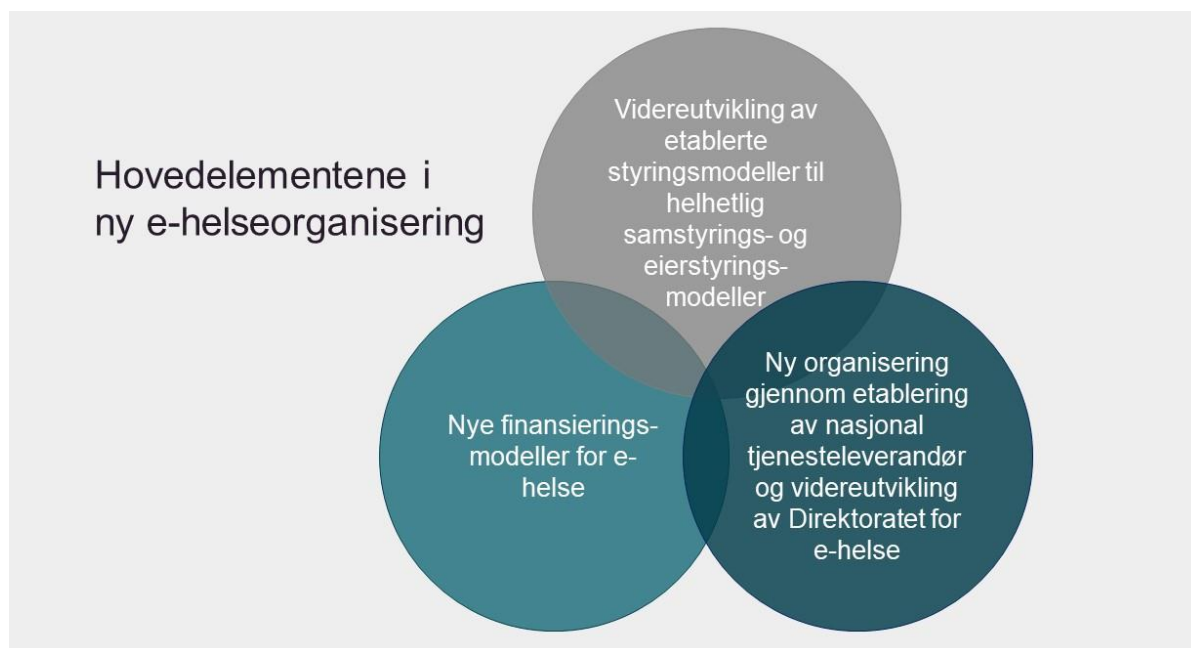 Hovedelementene i
ny e-helseorganisering
Videreutvikling av
etablerte
styringsmodeller til
helhetlig
samstyrings- og
eierstyrings-
modeller
Nye finansierings-
modeller for e-
helse
Ny organisering
gjennom etablering
av nasjonal
tjenesteleverandør
og videreutvikling
av Direktoratet for
e-helse